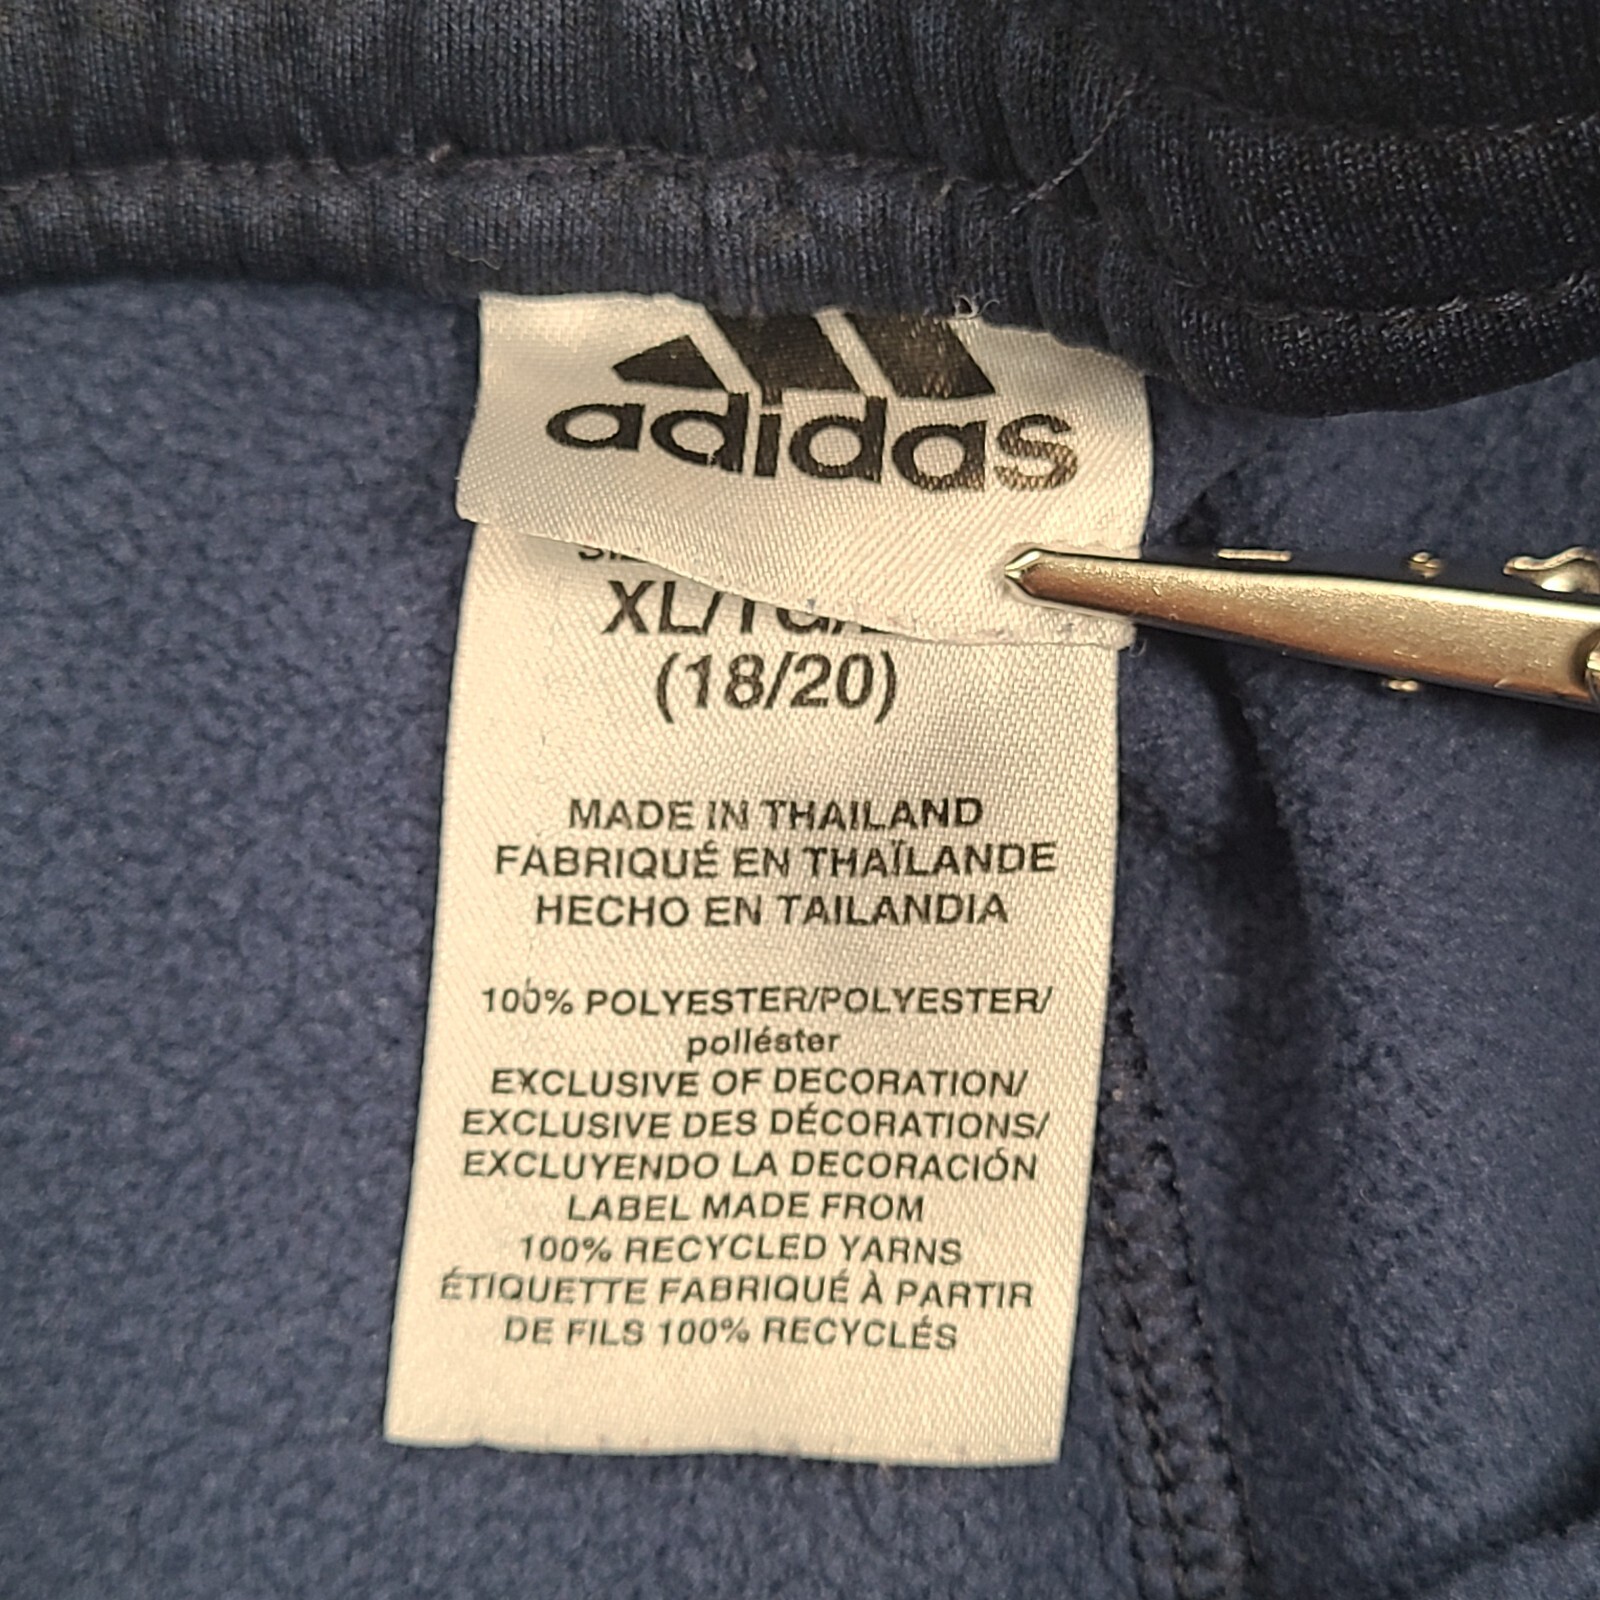 adidas
XL/TG/
(18/20)
MADE IN THAILAND
FABRIQUÉ EN THAÏLANDE
HECHO EN TAILANDIA
100% POLYESTER/POLYESTER/
poliéster
EXCLUSIVE OF DECORATION/
EXCLUSIVE DES DÉCORATIONS/
EXCLUYENDO LA DECORACIÓN
LABEL MADE FROM
100% RECYCLED YARNS
ÉTIQUETTE FABRIQUÉ À PARTIR
DE FILS 100% RECYCLÉS